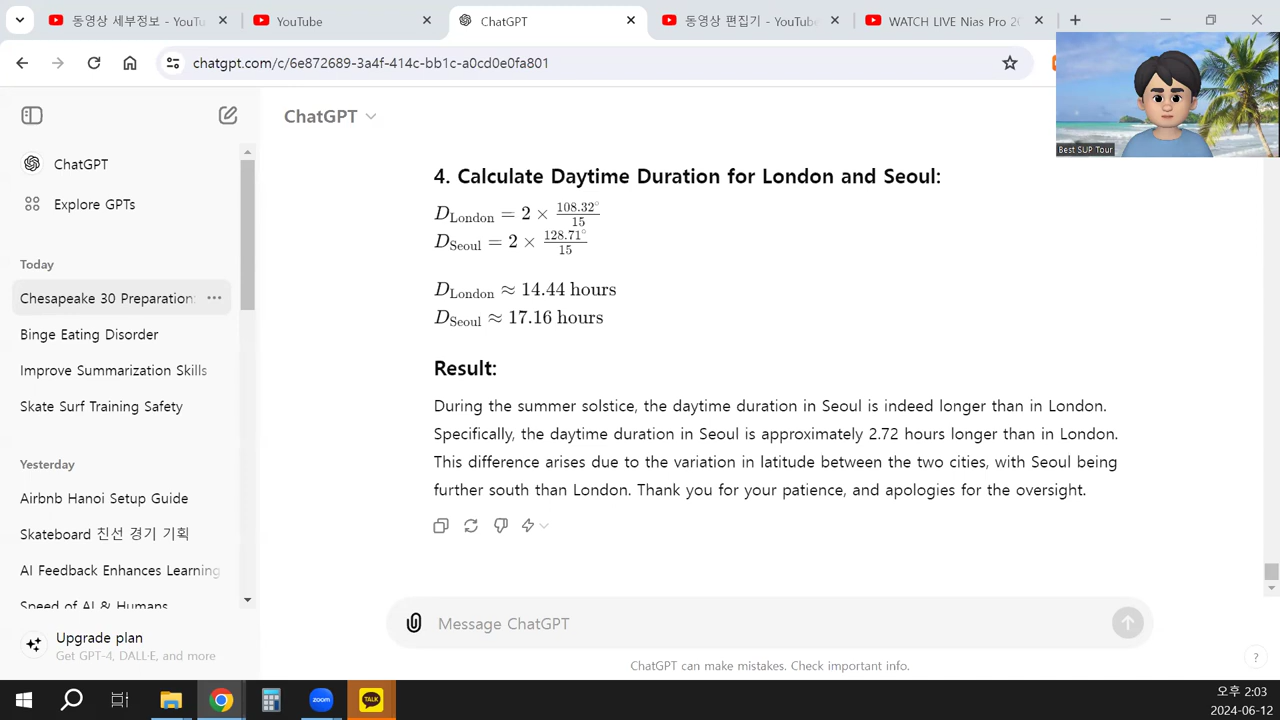 동영상 세부정보 - YouTu
YouTube
ChatGPT
동영상 편집기 - YouTube
WATCH LIVE Nias Pro 20
chatgpt.com/c/6e872689-3a4f-414c-bb1c-a0cd0e0fa801
Best SUP Tour
ChatGPT
ChatGPT
Explore GPTs
Today
Chesapeake 30 Preparation:
Binge Eating Disorder
Improve Summarization Skills
Skate Surf Training Safety
Yesterday
Airbnb Hanoi Setup Guide
Skateboard 친선 경기 기획
AI Feedback Enhances Learning
Speed of AI & Humans
Upgrade plan
Get GPT-4, DALL·E, and more
4. Calculate Daytime Duration for London and Seoul:
D_London = 2 × 108.32°/15
D_Seoul = 2 × 128.71°/15
D_London ≈ 14.44 hours
D_Seoul ≈ 17.16 hours
Result:
During the summer solstice, the daytime duration in Seoul is indeed longer than in London.
Specifically, the daytime duration in Seoul is approximately 2.72 hours longer than in London.
This difference arises due to the variation in latitude between the two cities, with Seoul being
further south than London. Thank you for your patience, and apologies for the oversight.
Message ChatGPT
ChatGPT can make mistakes. Check important info.
?
zoom
TALK
오후 2:03
2024-06-12